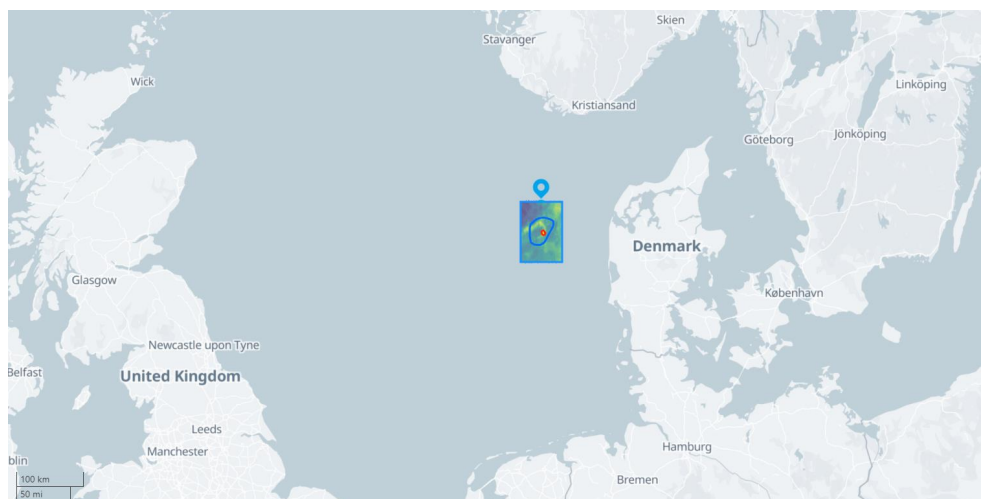 Skien
Stavanger
Wick
Linköping
Kristiansand
Jönköping
Göteborg
Denmark
Glasgow
København
Newcastle upon Tyne
Belfast
United Kingdom
Leeds
Hamburg
Manchester
blin
Bremen
100 km
50 mi